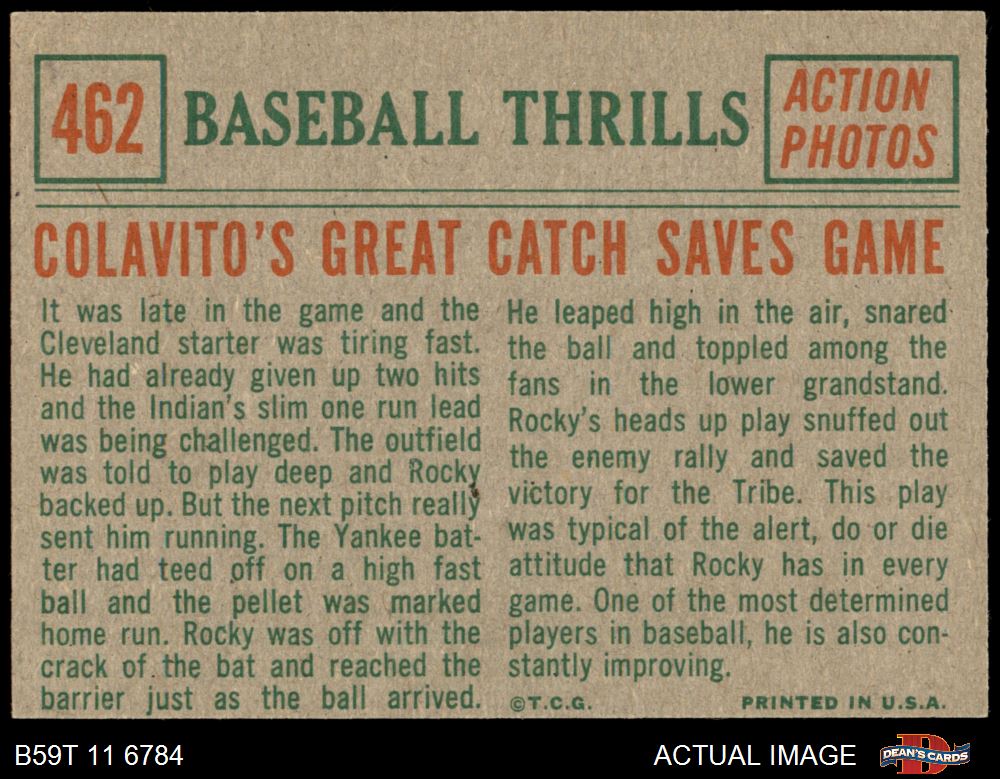 462
BASEBALL THRILLS
ACTION
PHOTOS
COLAVITO'S GREAT CATCH SAVES GAME
It was late in the game and the
Cleveland starter was tiring fast.
He had already given up two hits
and the Indian's slim one run lead
was being challenged. The outfield
was told to play deep and Rocky
backed up. But the next pitch really
sent him running. The Yankee bat-
ter had teed off on a high fast
ball and the pellet was marked
home run. Rocky was off with the
crack of the bat and reached the
barrier just as the ball arrived.
He leaped high in the air, snared
the ball and toppled among the
fans in the lower grandstand.
Rocky's heads up play snuffed out
the enemy rally and saved the
victory for the Tribe. This play
was typical of the alert, do or die
attitude that Rocky has in every
game. One of the most determined
players in baseball, he is also con-
stantly improving.
©T.C.G.
PRINTED IN U.S.A.
B59T 11 6784
ACTUAL IMAGE
DEAN'S CARDS